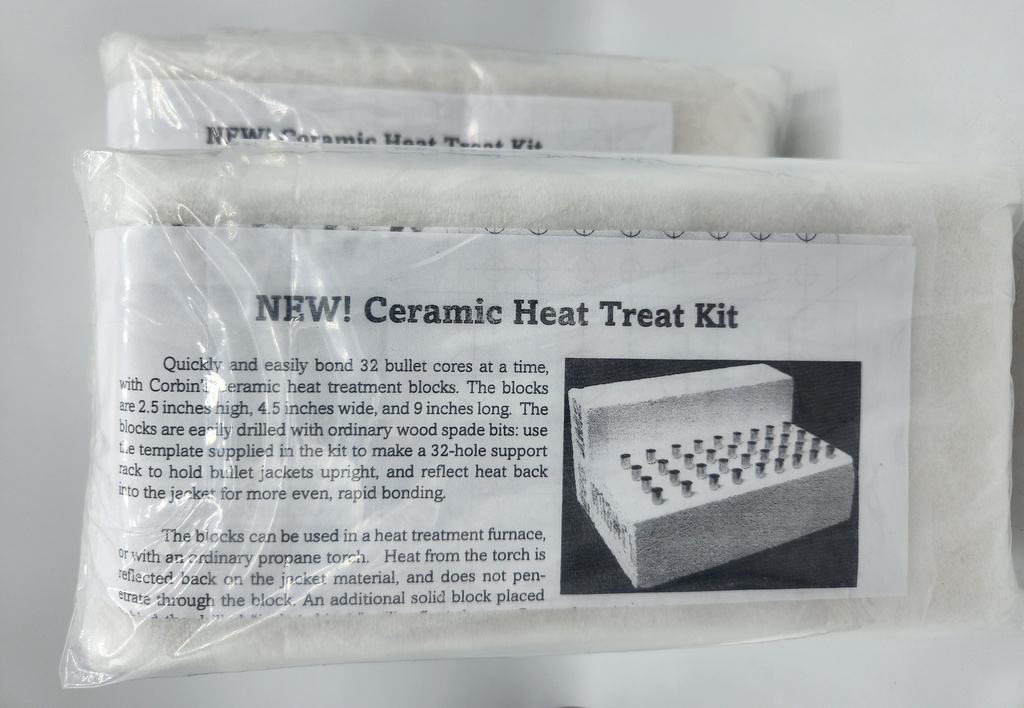 NEW! Ceramic Heat Treat Kit
NEW! Ceramic Heat Treat Kit
Quickly and easily bond 32 bullet cores at a time,
with Corbin's ceramic heat treatment blocks. The blocks
are 2.5 inches high, 4.5 inches wide, and 9 inches long. The
blocks are easily drilled with ordinary wood spade bits: use
the template supplied in the kit to make a 32-hole support
rack to hold bullet jackets upright, and reflect heat back
into the jacket for more even, rapid bonding.
The blocks can be used in a heat treatment furnace,
or with an ordinary propane torch. Heat from the torch is
reflected back on the jacket material, and does not pen-
etrate through the block. An additional solid block placed